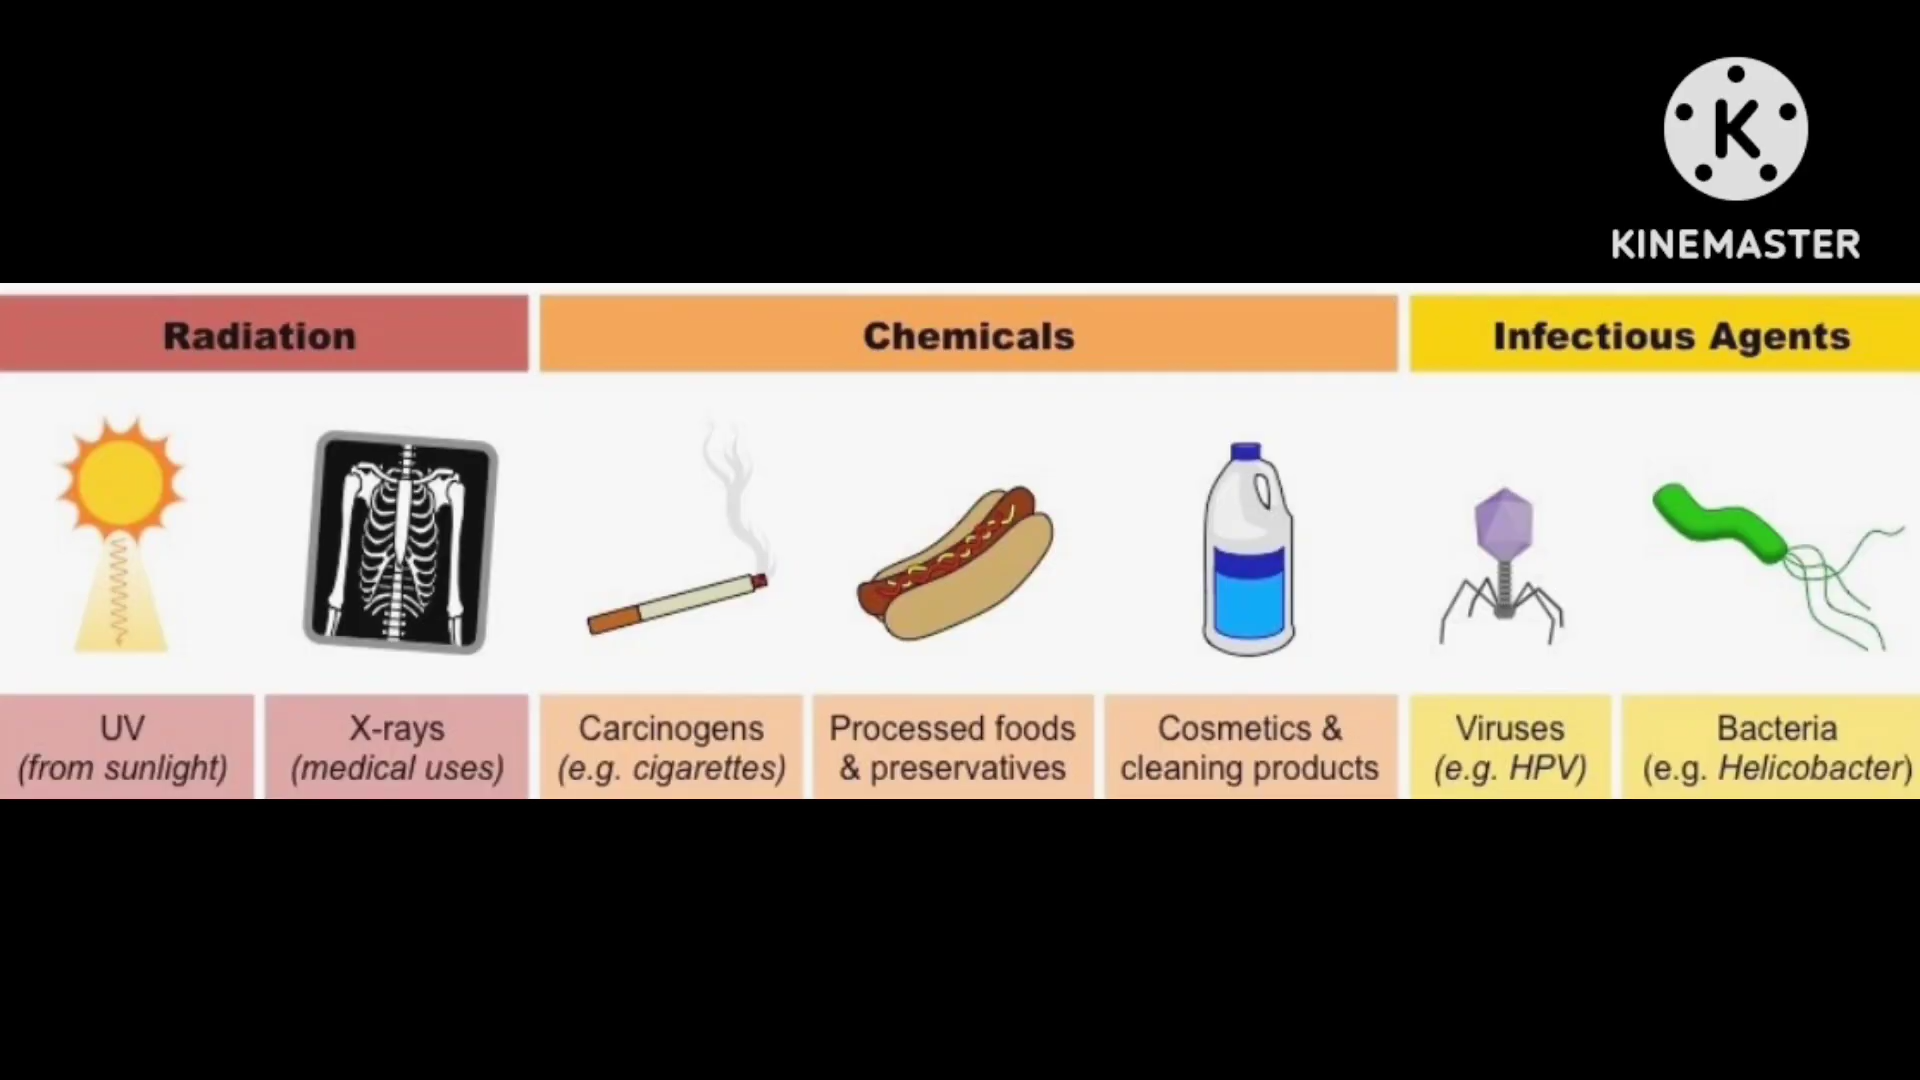 K
KINEMASTER
Radiation
Chemicals
Infectious Agents
UV
(from sunlight)
X-rays
(medical uses)
Carcinogens
(e.g. cigarettes)
Processed foods
& preservatives
Cosmetics &
cleaning products
Viruses
(e.g. HPV)
Bacteria
(e.g. Helicobacter)